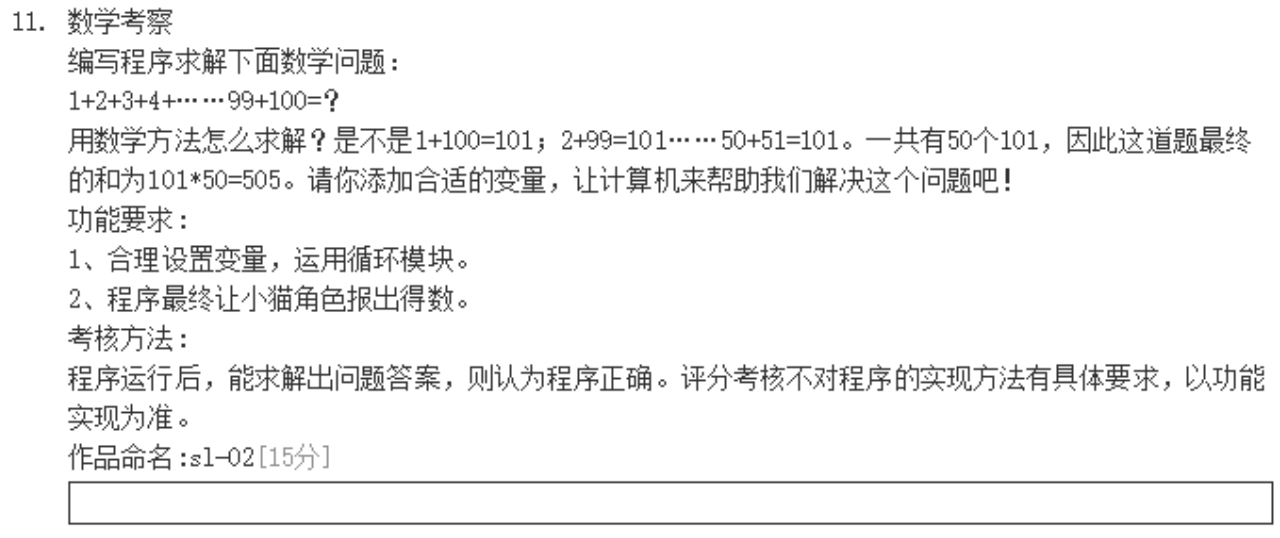 11. 数学考察
编写程序求解下面数学问题：
1+2+3+4+……99+100=?
用数学方法怎么求解？是不是1+100=101；2+99=101……50+51=101。一共有50个101，因此这道题最终
的和为101*50=505。请你添加合适的变量，让计算机来帮助我们解决这个问题吧！
功能要求：
1、合理设置变量，运用循环模块。
2、程序最终让小猫角色报出得数。
考核方法：
程序运行后，能求解出问题答案，则认为程序正确。评分考核不对程序的实现方法有具体要求，以功能
实现为准。
作品命名:sl-02[15分]